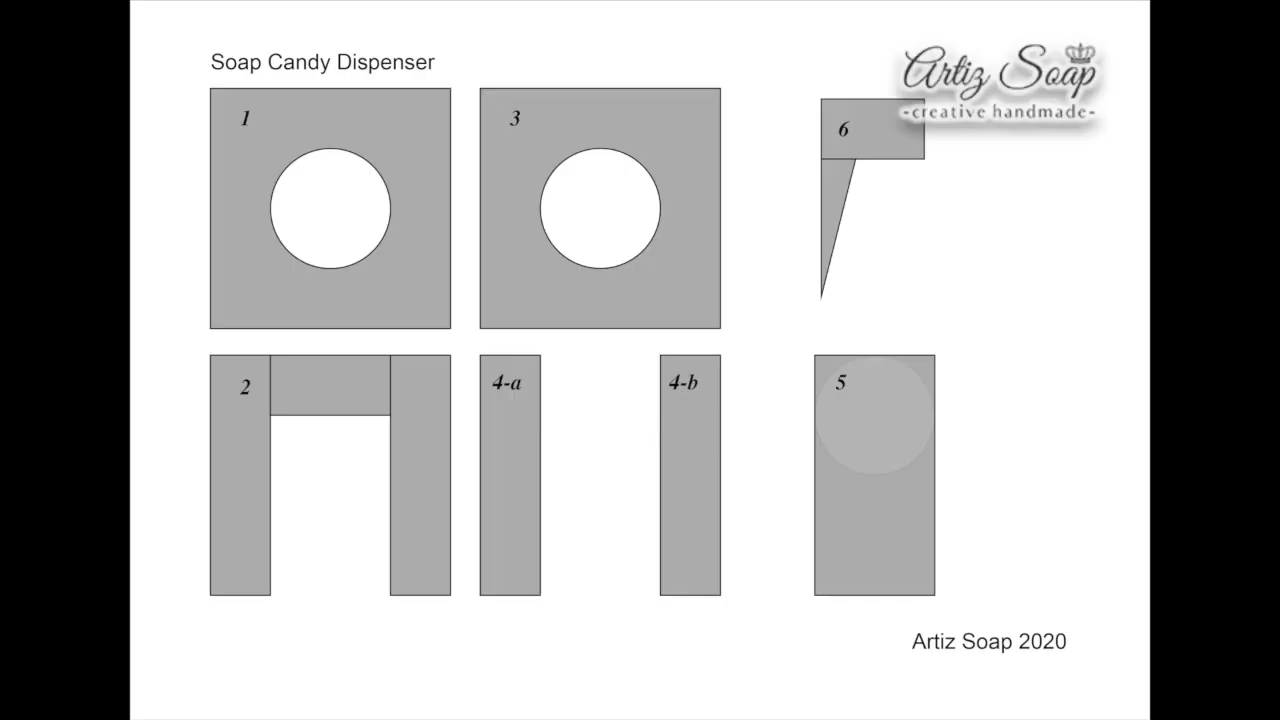 Soap Candy Dispenser
Artiz Soap
-creative handmade-
1
3
6
2
4-a
4-b
5
Artiz Soap 2020